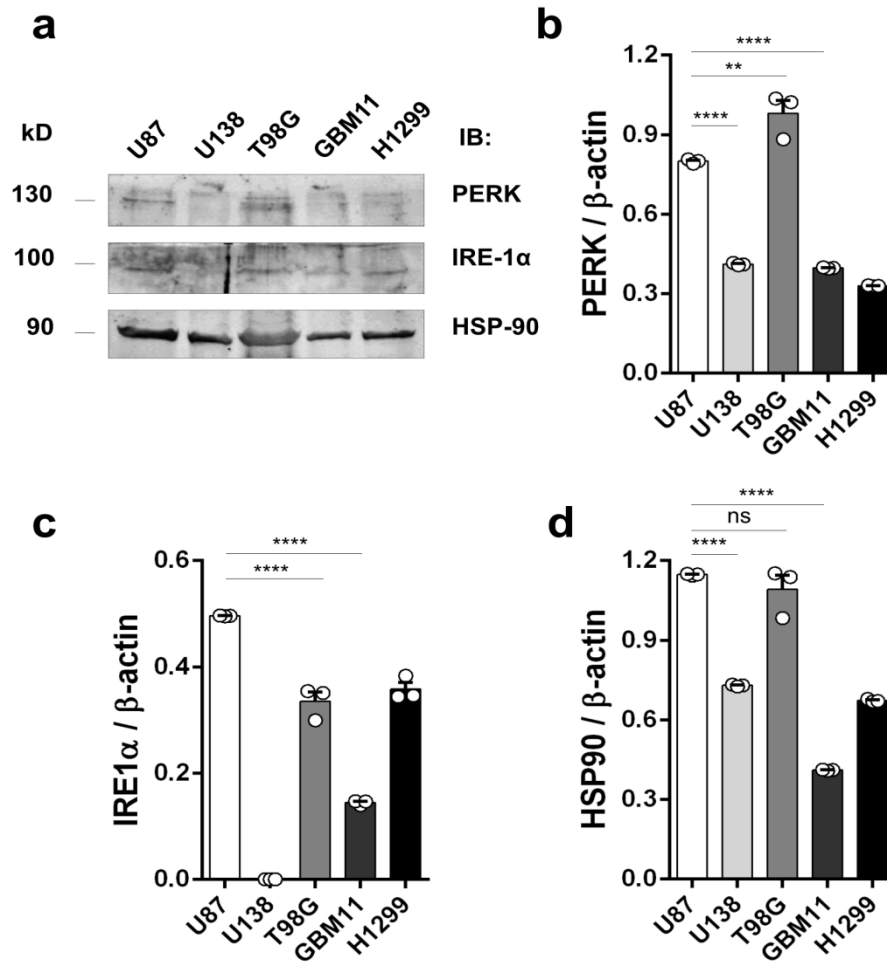 a
kD
U87
U138
T98G
GBM11
H1299
IB:
130
PERK
100
IRE-1α
90
HSP-90
b
PERK / β-actin
1.2
0.9
0.6
0.3
0.0
****
**
****
U87
U138
T98G
GBM11
H1299
c
IRE1α / β-actin
0.6
0.4
0.2
0.0
****
****
U87
U138
T98G
GBM11
H1299
d
HSP90 / β-actin
1.2
0.9
0.6
0.3
0.0
****
ns
****
U87
U138
T98G
GBM11
H1299